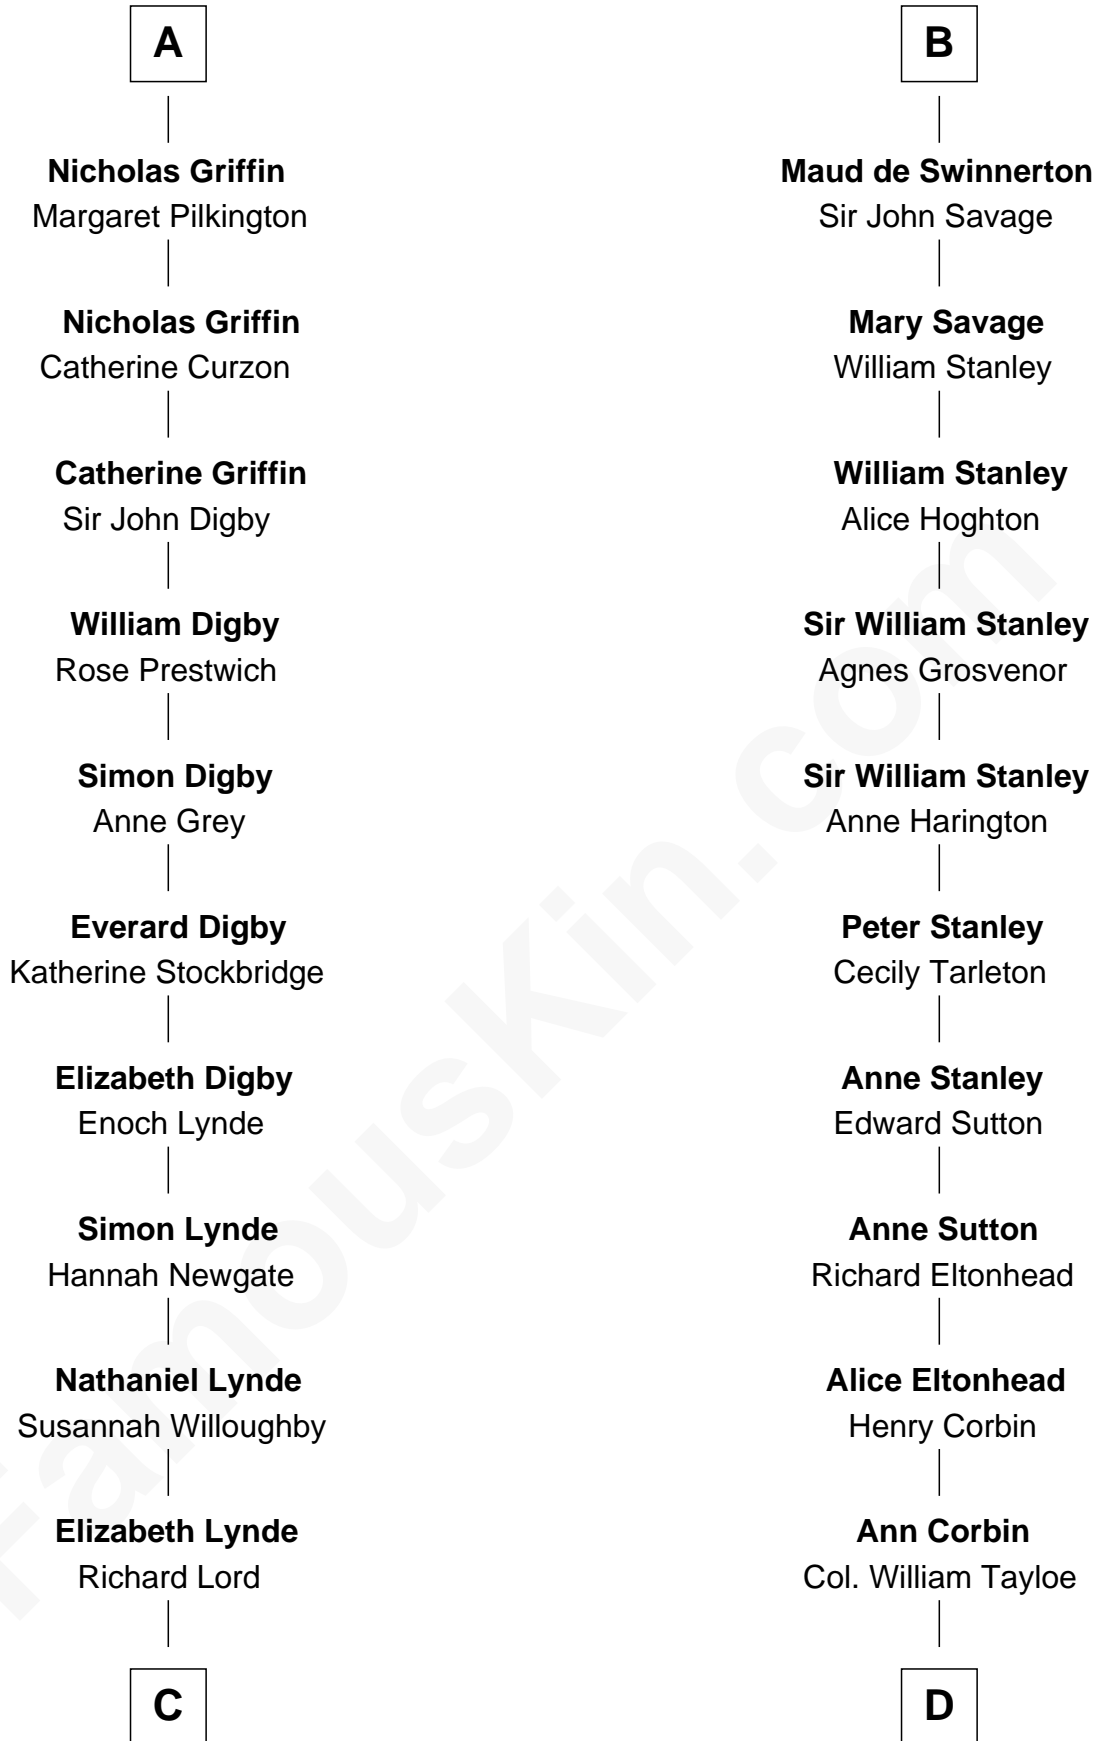 A
Nicholas Griffin
Margaret Pilkington
Nicholas Griffin
Catherine Curzon
Catherine Griffin
Sir John Digby
William Digby
Rose Prestwich
Simon Digby
Anne Grey
Everard Digby
Katherine Stockbridge
Elizabeth Digby
Enoch Lynde
Simon Lynde
Hannah Newgate
Nathaniel Lynde
Susannah Willoughby
Elizabeth Lynde
Richard Lord
C
B
Maud de Swinnerton
Sir John Savage
Mary Savage
William Stanley
William Stanley
Alice Hoghton
Sir William Stanley
Agnes Grosvenor
Sir William Stanley
Anne Harington
Peter Stanley
Cecily Tarleton
Anne Stanley
Edward Sutton
Anne Sutton
Richard Eltonhead
Alice Eltonhead
Henry Corbin
Ann Corbin
Col. William Tayloe
D
FamousKin.com